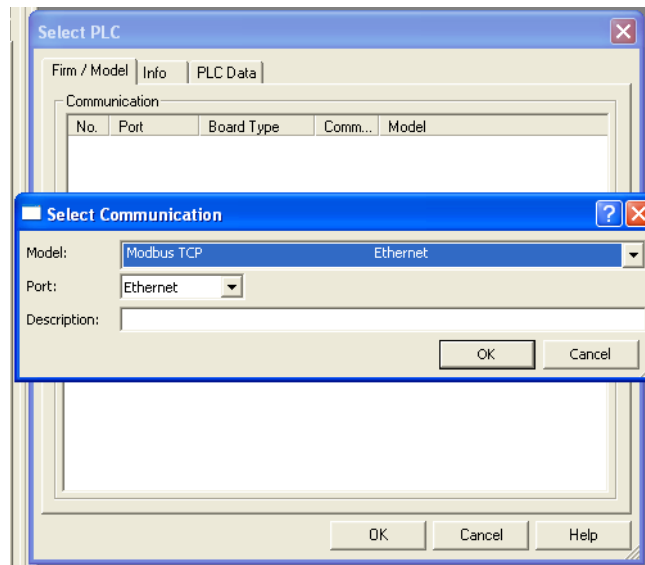 Select PLC
Firm / Model Info PLC Data
Communication
No. Port Board Type Comm... Model
Select Communication
Model: Modbus TCP Ethernet
Port: Ethernet
Description:
OK Cancel
OK Cancel Help